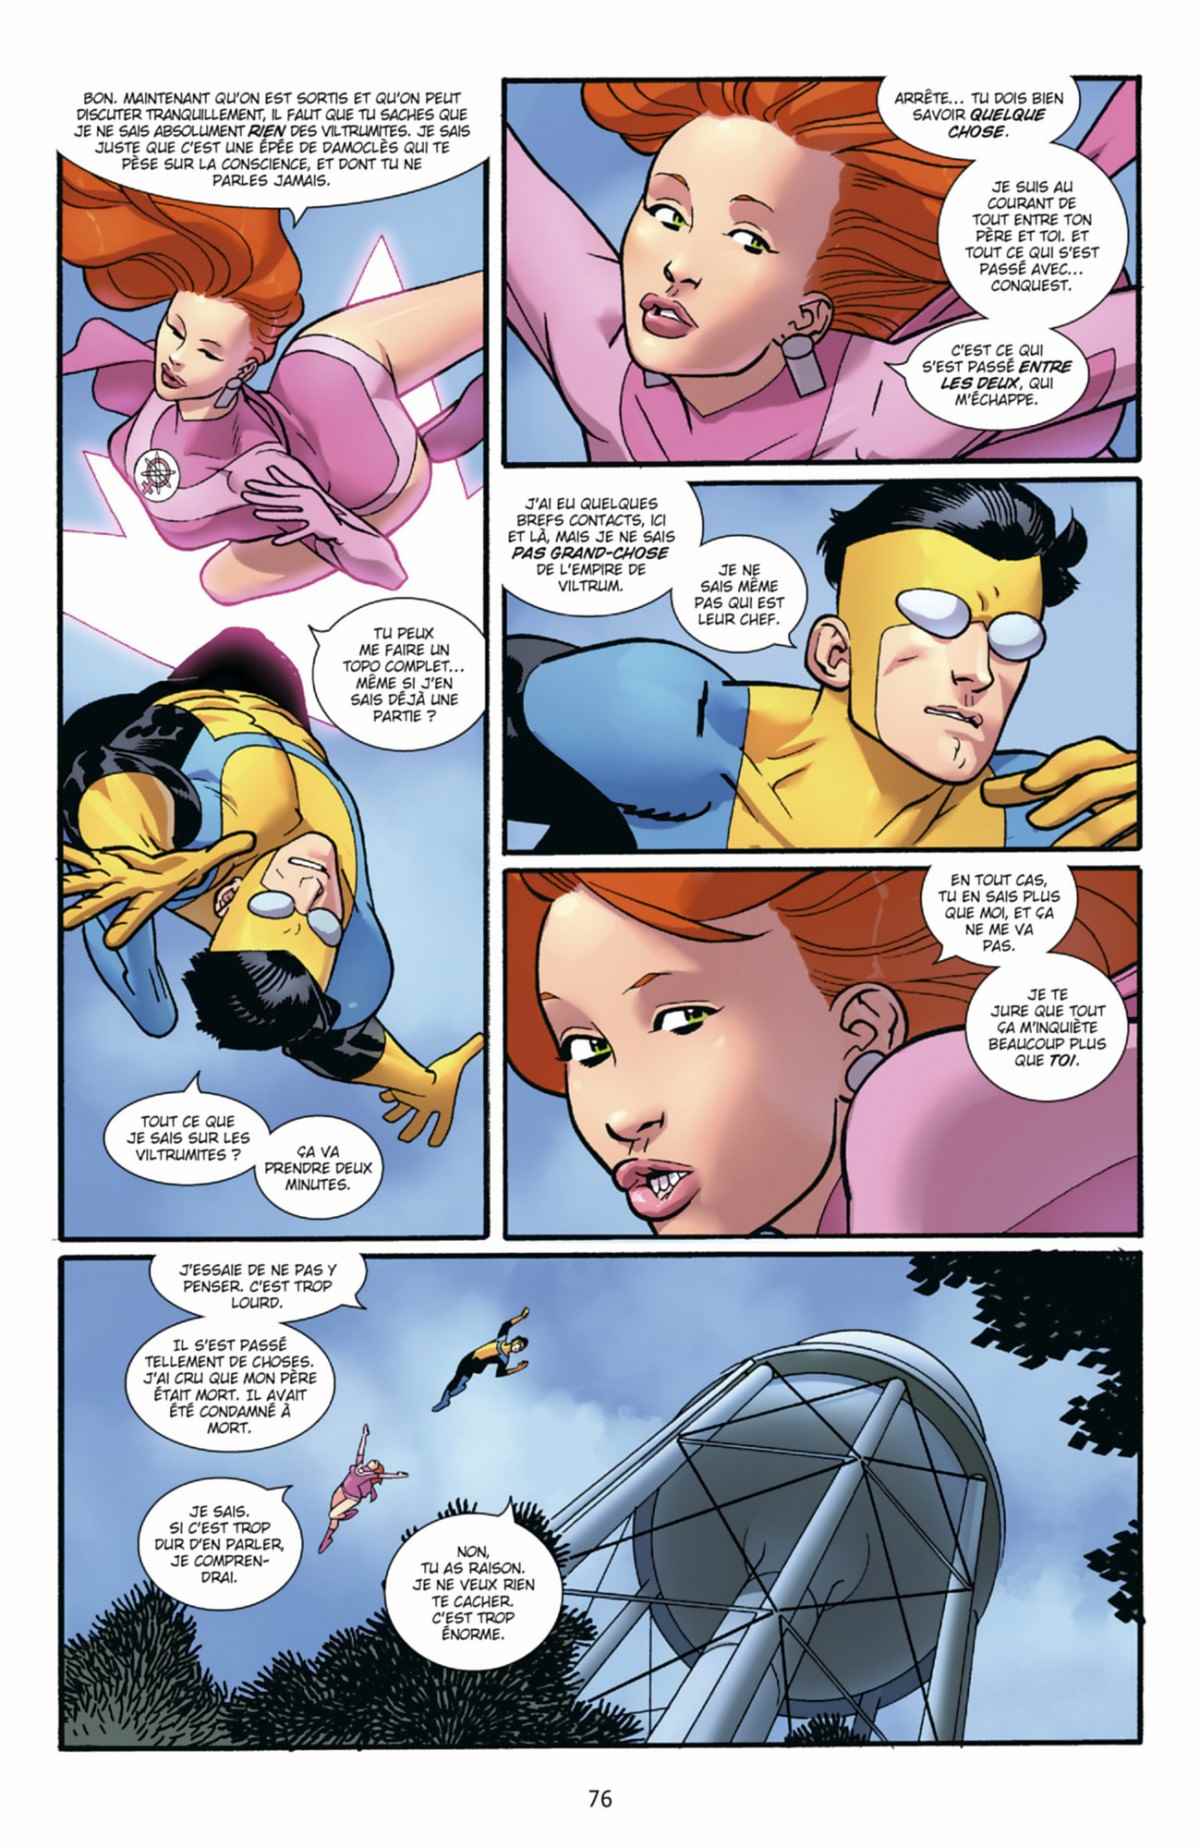 BON. MAINTENANT QU'ON EST SORTIS ET QU'ON PEUT
DISCUTER TRANQUILLEMENT, IL FAUT QUE TU SACHES QUE
JE NE SAIS ABSOLUMENT RIEN DES VILTRUMITES. JE SAIS
JUSTE QUE C'EST UNE ÉPÉE DE DAMOCLÈS QUI TE
PÈSE SUR LA CONSCIENCE, ET DONT TU NE
PARLES JAMAIS.
TU PEUX
ME FAIRE UN
TOPO COMPLET...
MÊME SI J'EN
SAIS DÉJÀ UNE
PARTIE ?
TOUT CE QUE
JE SAIS SUR LES
VILTRUMITES ?
ÇA VA
PRENDRE DEUX
MINUTES.
ARRÊTE... TU DOIS BIEN
SAVOIR QUELQUE
CHOSE.
JE SUIS AU
COURANT DE
TOUT ENTRE TON
PÈRE ET TOI. ET
TOUT CE QUI S'EST
PASSÉ AVEC...
CONQUEST.
C'EST CE QUI
S'EST PASSÉ ENTRE
LES DEUX, QUI
M'ÉCHAPPE.
J'AI EU QUELQUES
BREFS CONTACTS, ICI
ET LÀ, MAIS JE NE SAIS
PAS GRAND-CHOSE
DE L'EMPIRE DE
VILTRUM.
JE NE
SAIS MÊME
PAS QUI EST
LEUR CHEF.
EN TOUT CAS,
TU EN SAIS PLUS
QUE MOI, ET ÇA
NE ME VA
PAS.
JE TE
JURE QUE TOUT
ÇA M'INQUIÈTE
BEAUCOUP PLUS
QUE TOI.
J'ESSAIE DE NE PAS Y
PENSER. C'EST TROP
LOURD.
IL S'EST PASSÉ
TELLEMENT DE CHOSES.
J'AI CRU QUE MON PÈRE
ÉTAIT MORT. IL AVAIT
ÉTÉ CONDAMNÉ À
MORT.
JE SAIS.
SI C'EST TROP
DUR D'EN PARLER,
JE COMPREN-
DRAI.
NON,
TU AS RAISON.
JE NE VEUX RIEN
TE CACHER.
C'EST TROP
ÉNORME.
76